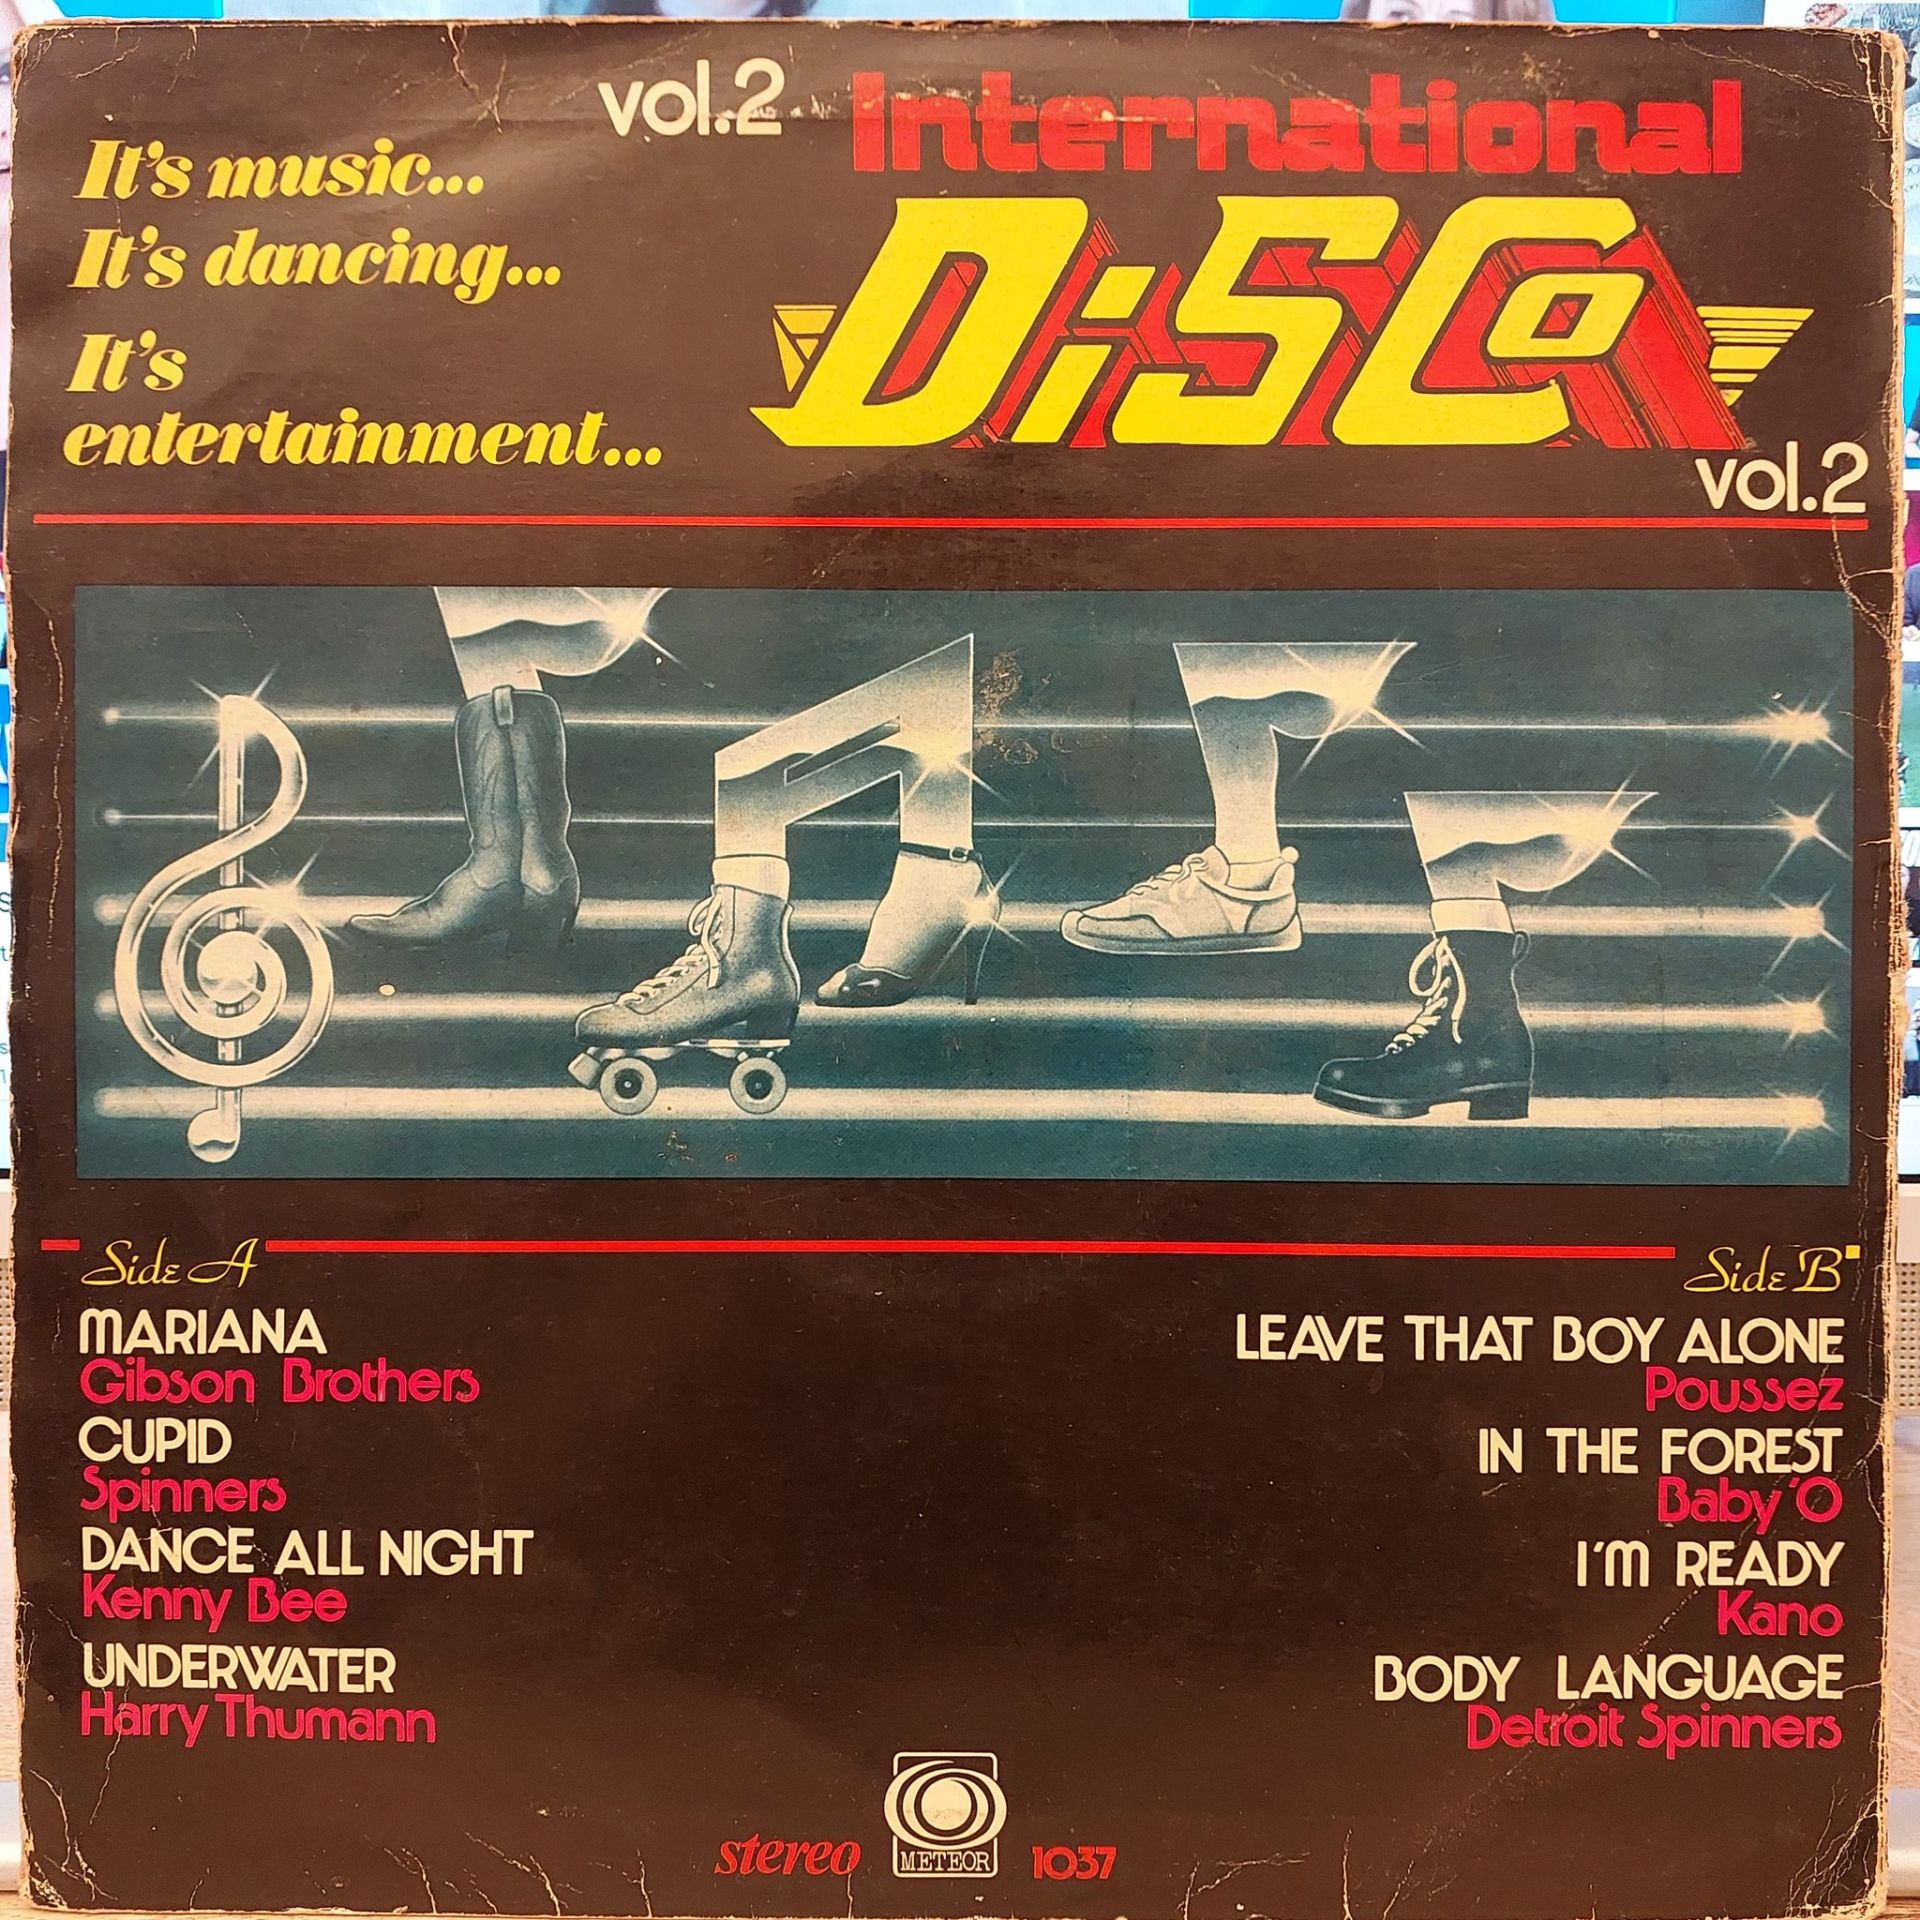 vol.2
International
It's music...
It's dancing...
It's
entertainment...
DiSCo
vol.2
Side A
MARIANA
Gibson Brothers
CUPID
Spinners
DANCE ALL NIGHT
Kenny Bee
UNDERWATER
Harry Thumann
Side B
LEAVE THAT BOY ALONE
Poussez
IN THE FOREST
Baby 'O
I'M READY
Kano
BODY LANGUAGE
Detroit Spinners
stereo
METEOR
1037